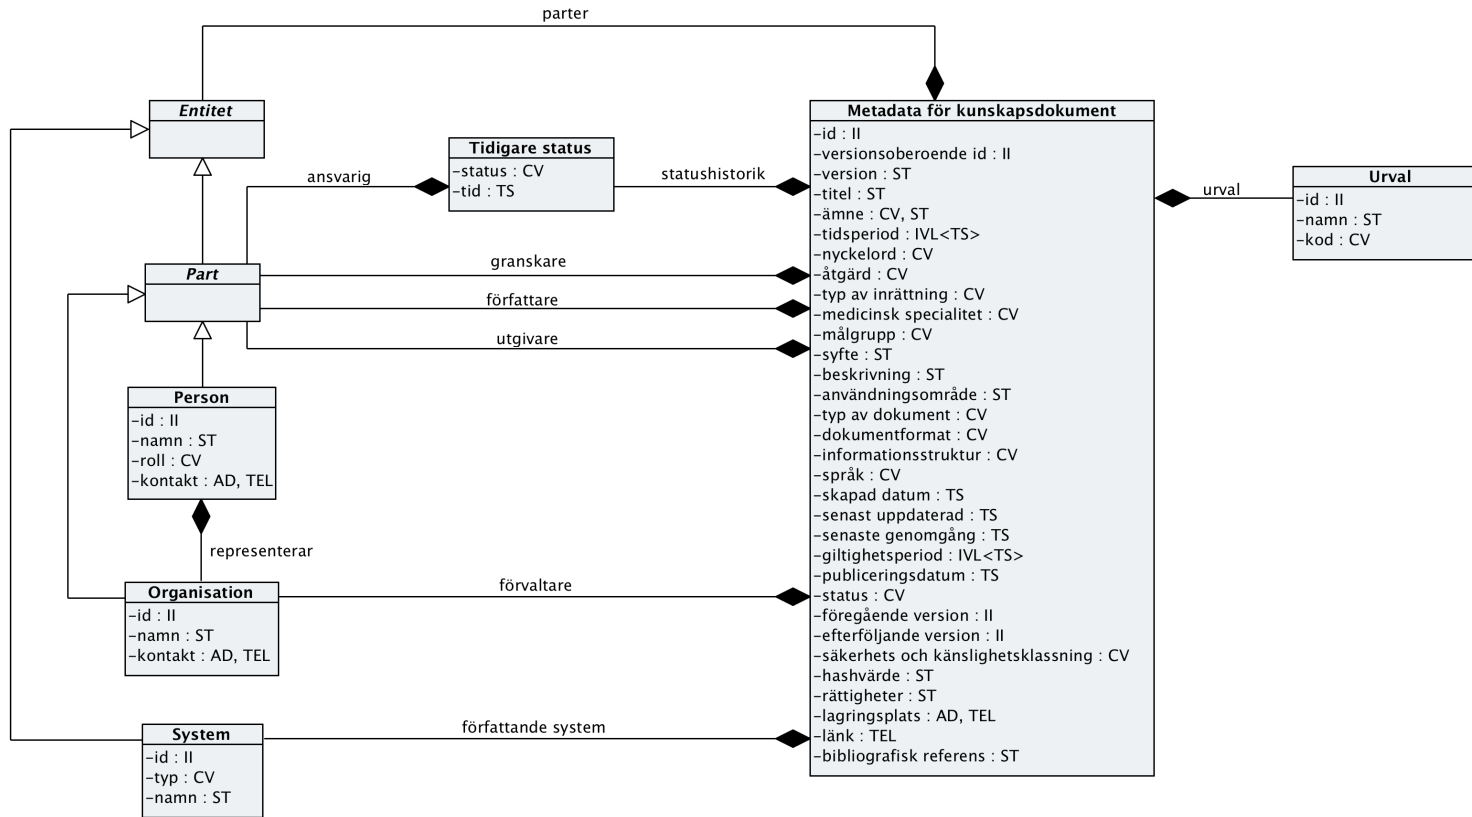 parter
Entitet
Tidigare status
-status : CV
-tid : TS
ansvarig
statushistorik
Metadata för kunskapsdokument
-id : II
-versionsoberoende id : II
-version : ST
-titel : ST
-ämne : CV, ST
-tidsperiod : IVL<TS>
-nyckelord : CV
-åtgärd : CV
-typ av inrättning : CV
-medicinsk specialitet : CV
-målgrupp : CV
-syfte : ST
-beskrivning : ST
-användningsområde : ST
-typ av dokument : CV
-dokumentformat : CV
-informationsstruktur : CV
-språk : CV
-skapad datum : TS
-senast uppdaterad : TS
-senaste genomgång : TS
-giltighetsperiod : IVL<TS>
-publiceringsdatum : TS
-status : CV
-föregående version : II
-efterföljande version : II
-säkerhets och känslighetsklassning : CV
-hashvärde : ST
-rättigheter : ST
-lagringsplats : AD, TEL
-länk : TEL
-bibliografisk referens : ST
urval
Urval
-id : II
-namn : ST
-kod : CV
Part
granskare
författare
utgivare
Person
-id : II
-namn : ST
-roll : CV
-kontakt : AD, TEL
representerar
Organisation
-id : II
-namn : ST
-kontakt : AD, TEL
förvaltare
System
-id : II
-typ : CV
-namn : ST
författande system